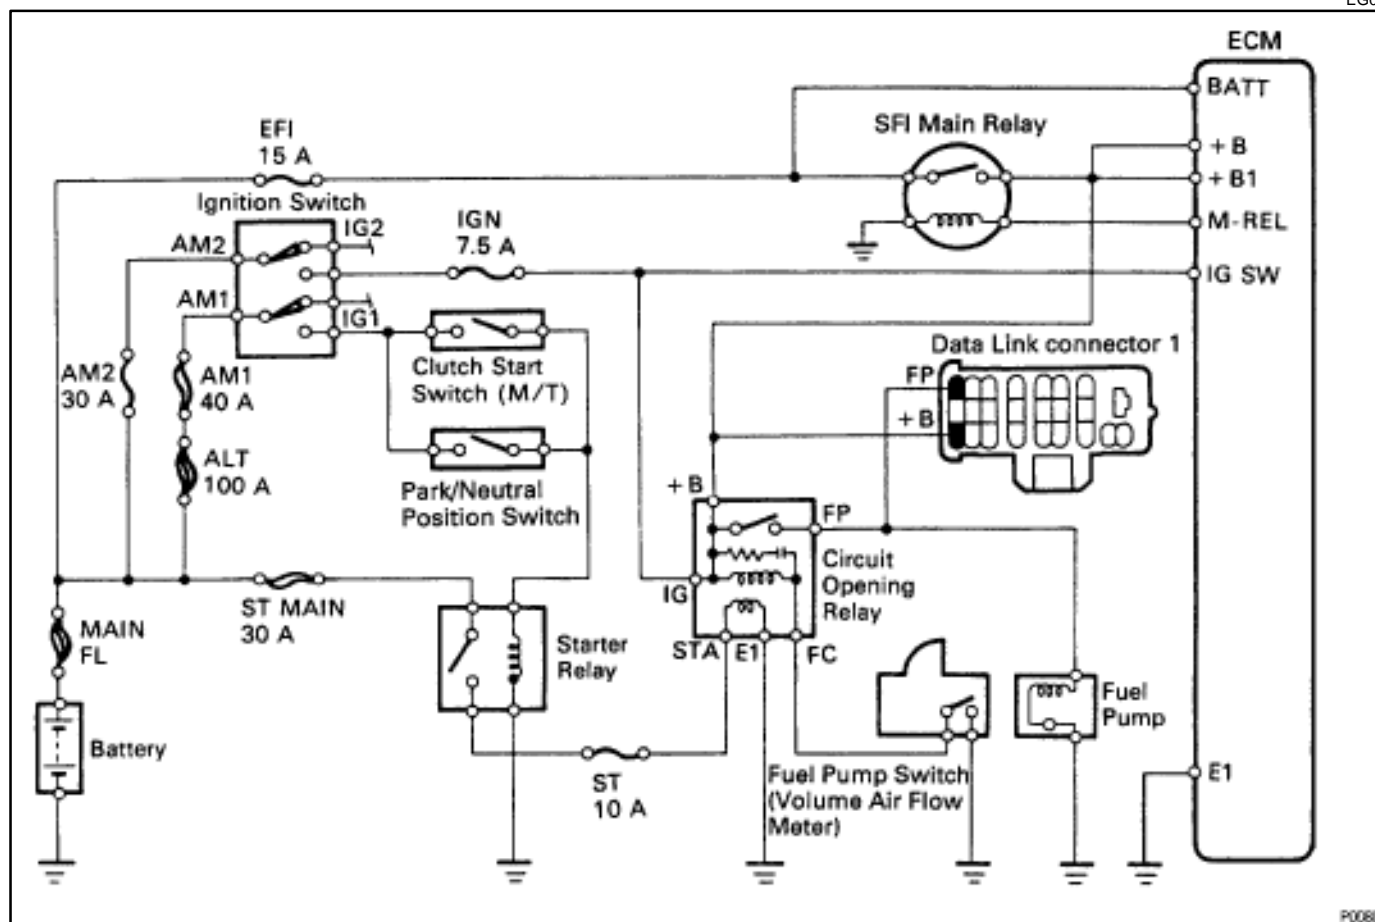 ECM
BATT
SFI Main Relay
+ B
+ B1
M-REL
IG SW
EFI
15 A
Ignition Switch
IG2
AM2
IGN
7.5 A
AM1
IG1
Clutch Start
Switch (M/T)
Data Link connector 1
FP
+ B
AM2
30 A
AM1
40 A
ALT
100 A
Park/Neutral
Position Switch
+ B
FP
Circuit
Opening
Relay
IG
STA
E1
FC
ST MAIN
30 A
MAIN
FL
Starter
Relay
Battery
ST
10 A
Fuel Pump Switch
(Volume Air Flow
Meter)
Fuel
Pump
E1